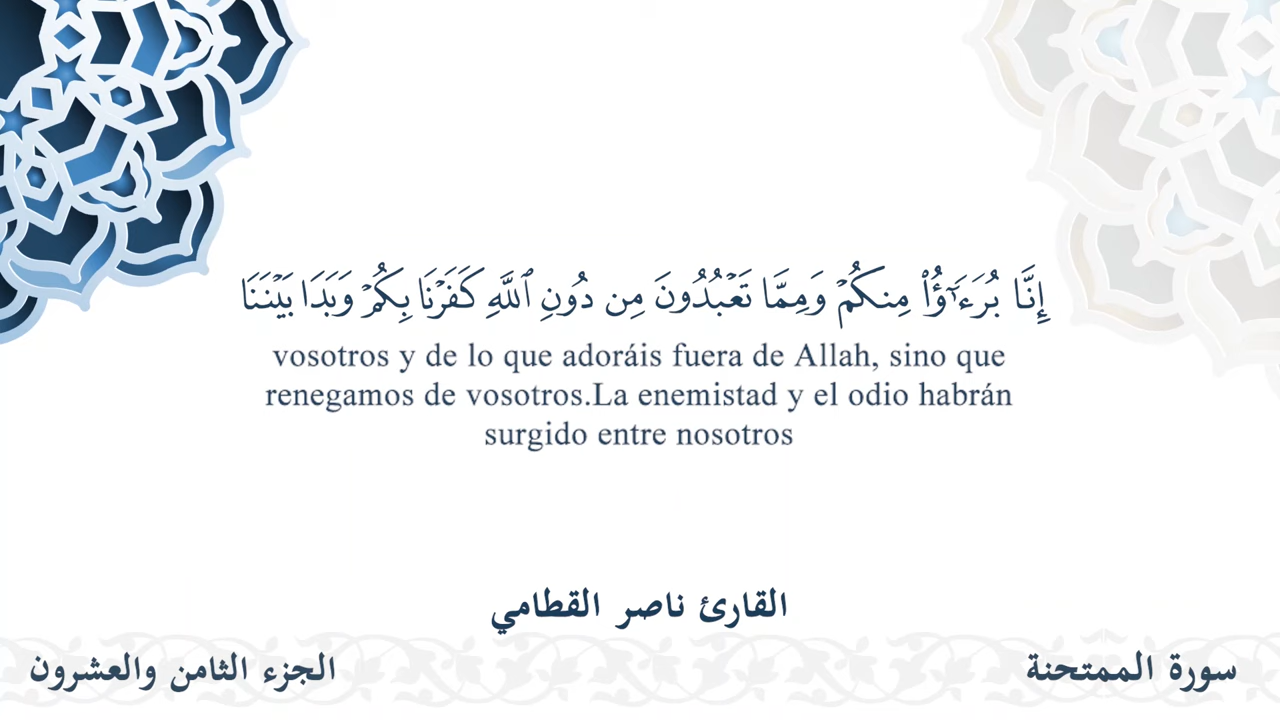 إِنَّا بُرَءَٰٓؤُا۟ مِنكُمْ وَمِمَّا تَعْبُدُونَ مِن دُونِ ٱللَّهِ كَفَرْنَا بِكُمْ وَبَدَا بَيْنَنَا
vosotros y de lo que adoráis fuera de Allah, sino que
renegamos de vosotros.La enemistad y el odio habrán
surgido entre nosotros
القارئ ناصر القطامي
سورة الممتحنة
الجزء الثامن والعشرون